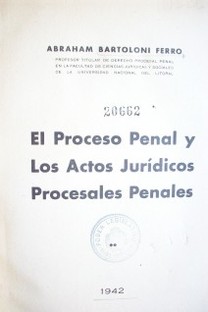 ABRAHAM BARTOLONI FERRO
PROFESOR TITULAR DE DERECHO PROCESAL PENAL
EN LA FACULTAD DE CIENCIAS JURIDICAS Y SOCIALES
DE LA UNIVERSIDAD NACIONAL DEL LITORAL
20662
El Proceso Penal y
Los Actos Jurídicos
Procesales Penales
1942